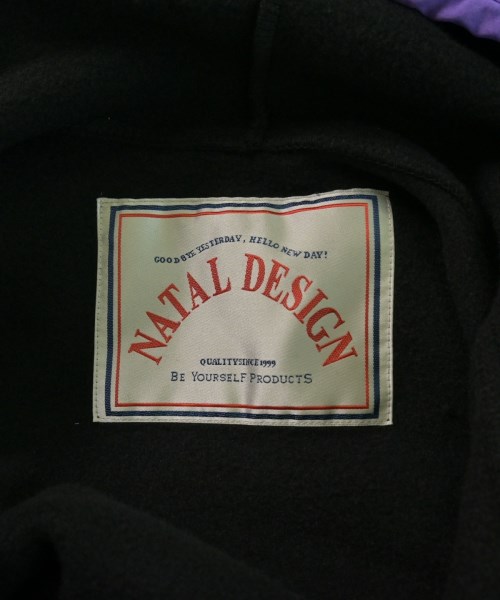 GOOD BYE YESTERDAY, HELLO NEW DAY!
NATAL DESIGN
QUALITY SINCE 1999
BE YOURSELF PRODUCTS